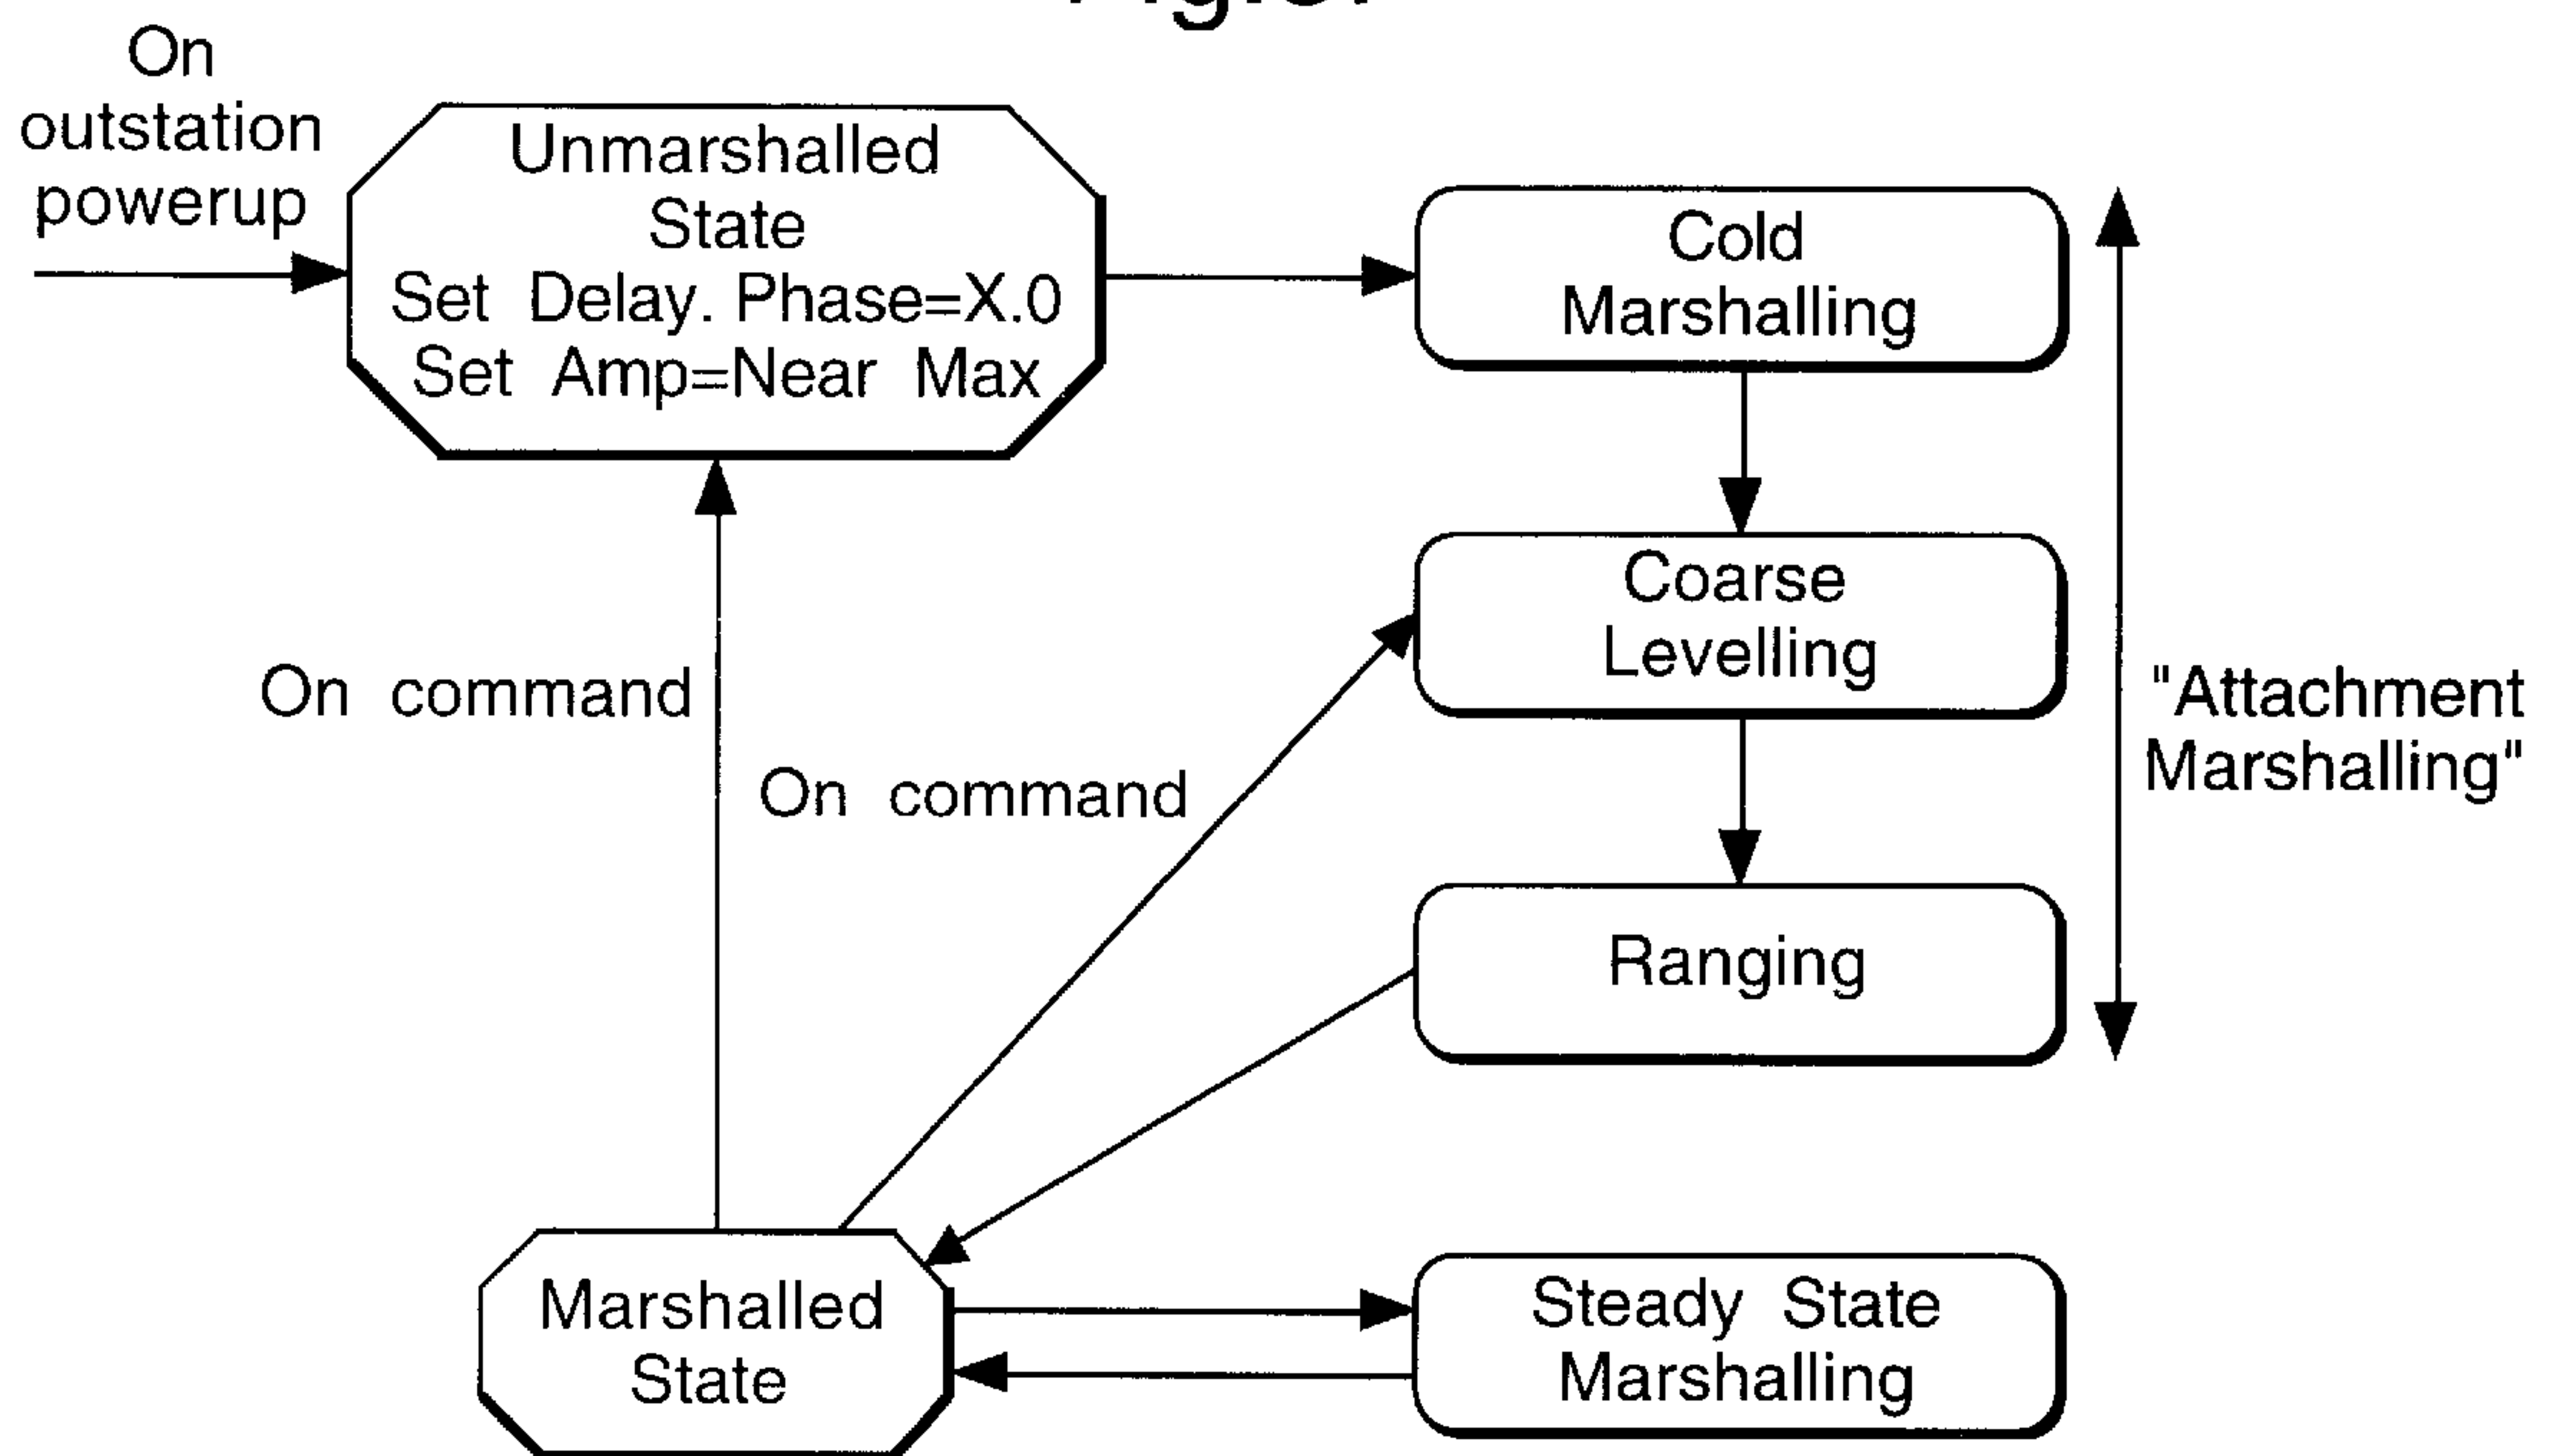 On
outstation
powerup
Unmarshalled
State
Set Delay. Phase=X.0
Set Amp=Near Max
Cold
Marshalling
Coarse
Levelling
On command
"Attachment
Marshalling"
On command
Ranging
Marshalled
State
Steady State
Marshalling